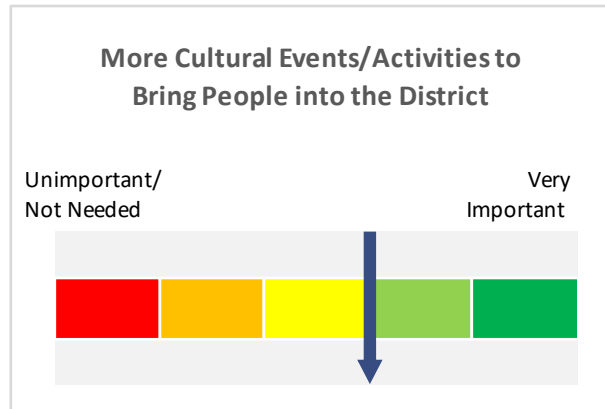 More Cultural Events/Activities to
Bring People into the District
Unimportant/
Not Needed
Very
Important